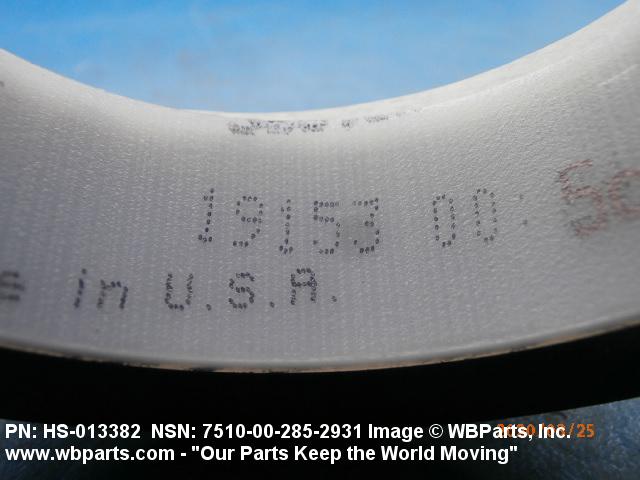 19153 00:
in U.S.A.
PN: HS-013382 NSN: 7510-00-285-2931 Image © WBParts, Inc.
www.wbparts.com - "Our Parts Keep the World Moving"